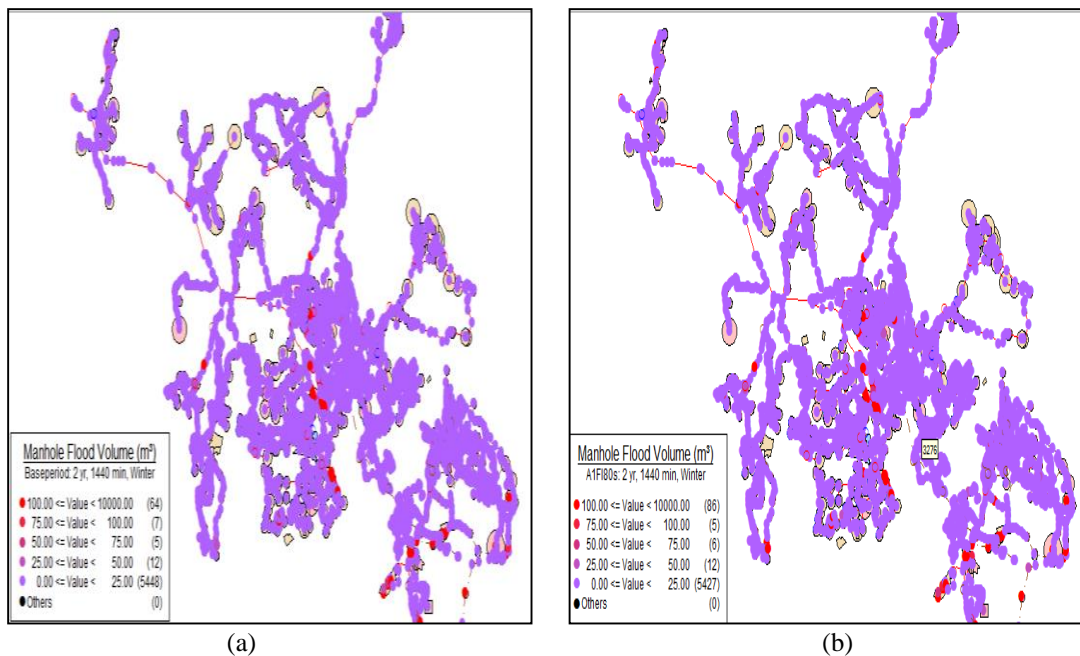 Manhole Flood Volume (m³)
Baseperiod: 2 yr, 1440 min, Winter
100.00 <= Value < 10000.00 (64)
75.00 <= Value < 100.00 (7)
50.00 <= Value < 75.00 (5)
25.00 <= Value < 50.00 (12)
0.00 <= Value < 25.00 (5448)
Others (0)
(a)
3276
Manhole Flood Volume (m³)
A1FI80s: 2 yr, 1440 min, Winter
100.00 <= Value < 10000.00 (86)
75.00 <= Value < 100.00 (5)
50.00 <= Value < 75.00 (6)
25.00 <= Value < 50.00 (12)
0.00 <= Value < 25.00 (5427)
Others (0)
(b)